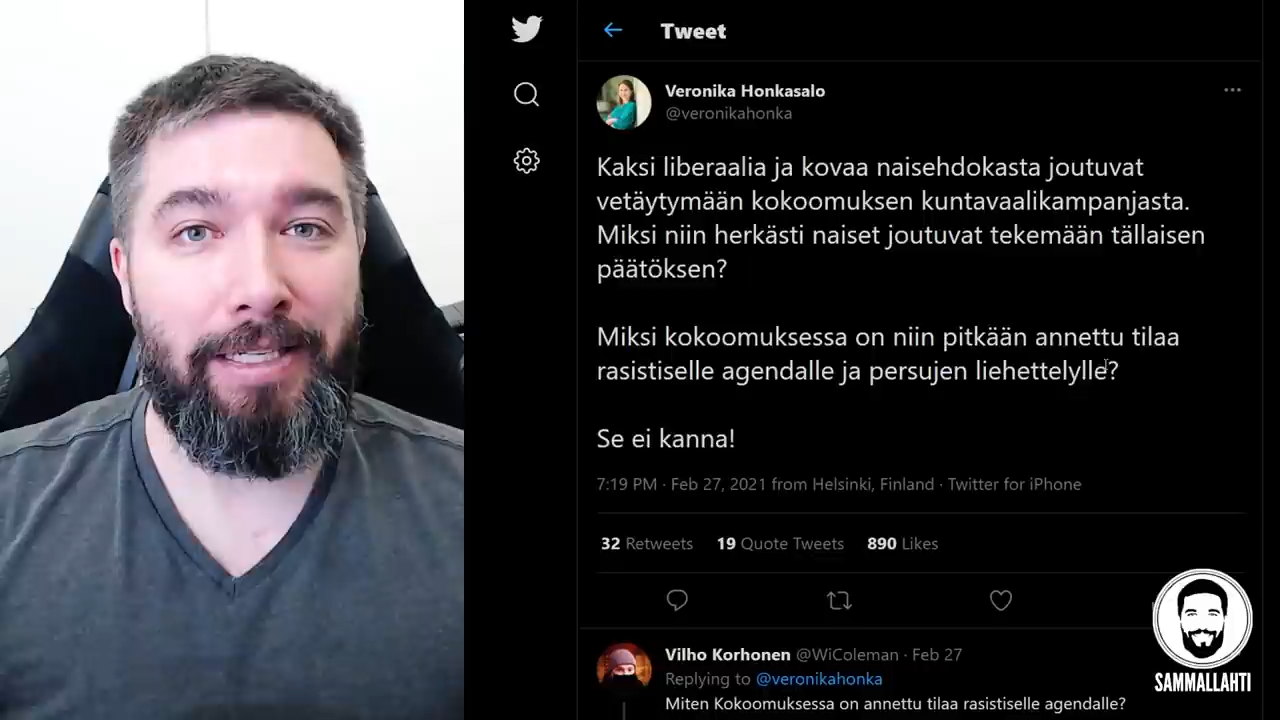 Tweet
Veronika Honkasalo
@veronikahonka
Kaksi liberaalia ja kovaa naisehdokasta joutuvat
vetäytymään kokoomuksen kuntavaalikampanjasta.
Miksi niin herkästi naiset joutuvat tekemään tällaisen
päätöksen?
Miksi kokoomuksessa on niin pitkään annettu tilaa
rasistiselle agendalle ja persujen liehettelylle?
Se ei kanna!
7:19 PM · Feb 27, 2021 from Helsinki, Finland · Twitter for iPhone
32 Retweets 19 Quote Tweets 890 Likes
Vilho Korhonen @WiColeman · Feb 27
Replying to @veronikahonka
Miten Kokoomuksessa on annettu tilaa rasistiselle agendalle?
SAMMALLAHTI